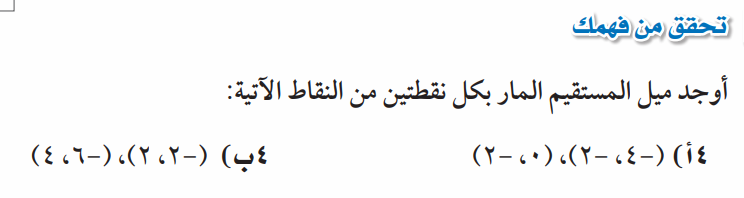 تحقق من فهمك
أوجد ميل المستقيم المار بكل نقطتين من النقاط الآتية:
٤أ) (-٤، -٢)، (٠، -٢) ٤ب) (-٢، ٢)، (-٦، ٤)